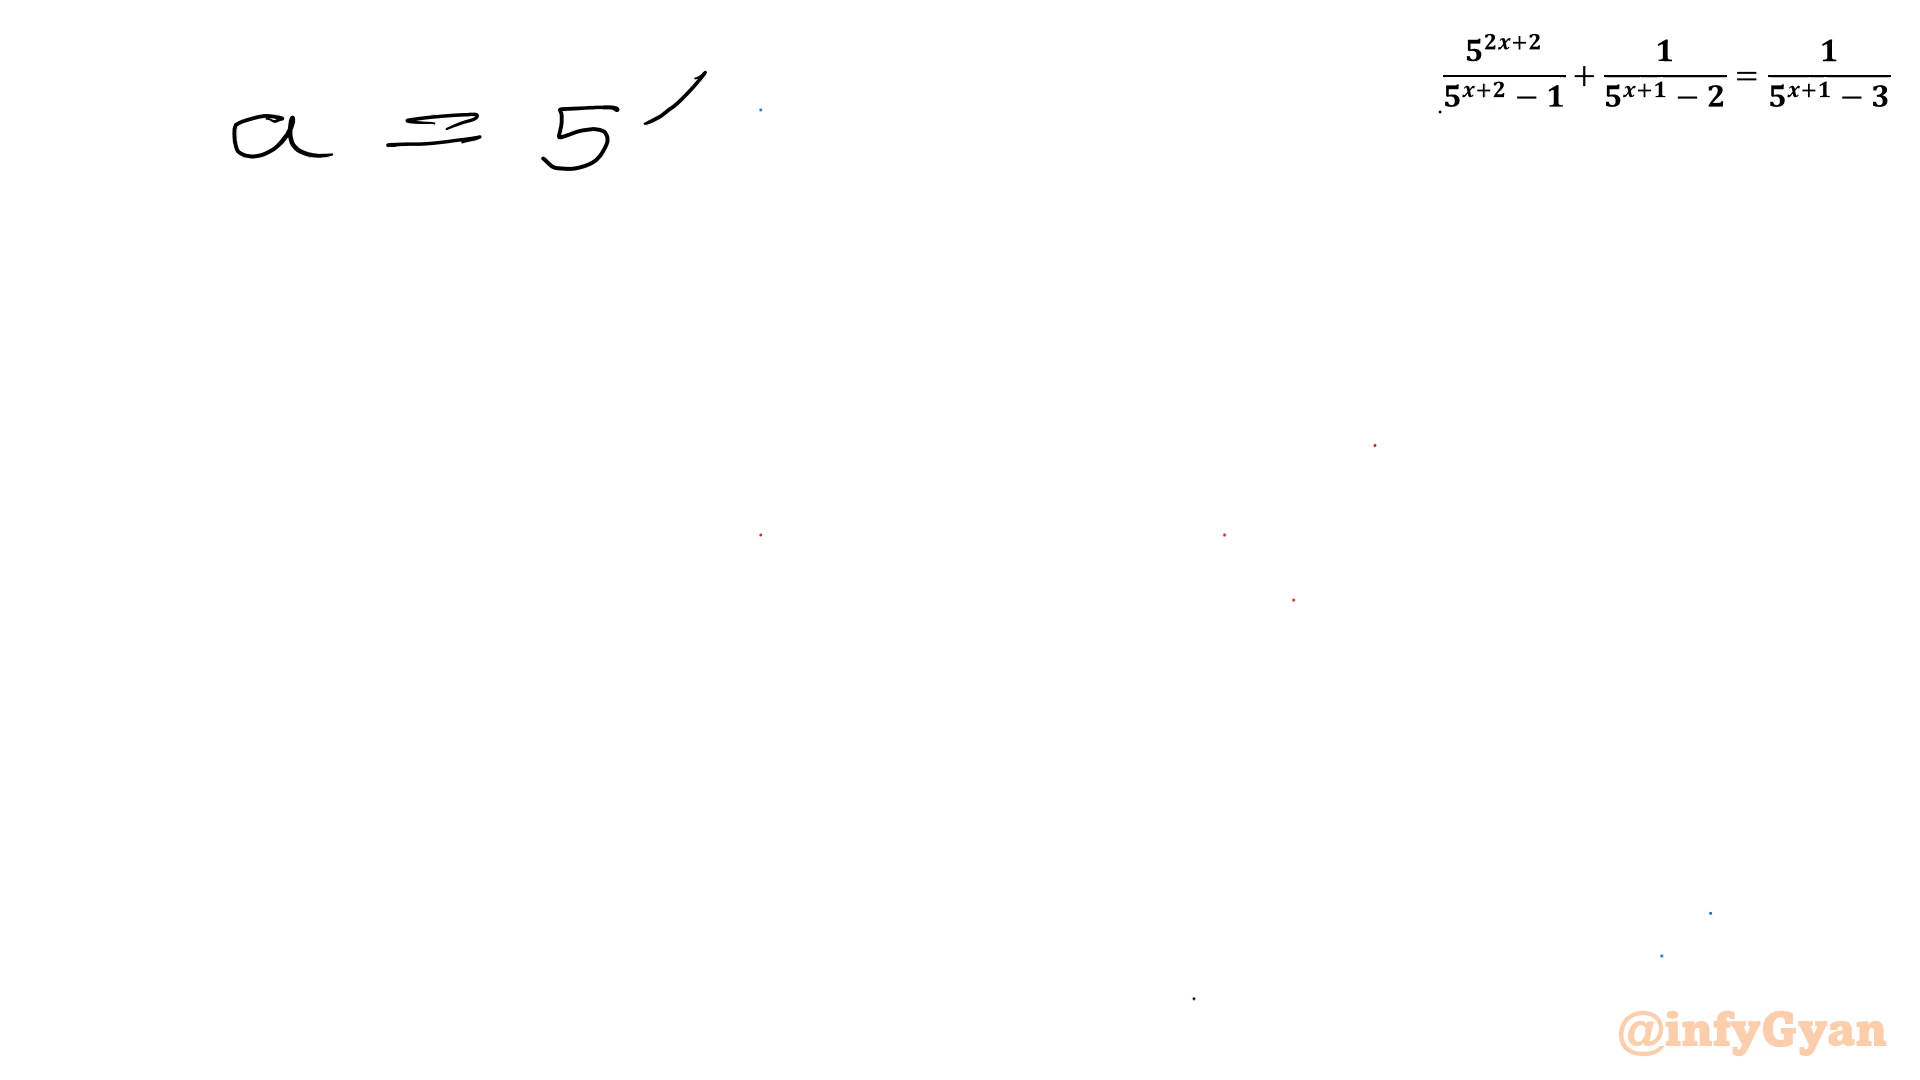 a = 5
5^{2x+2}/(5^{x+2} − 1) + 1/(5^{x+1} − 2) = 1/(5^{x+1} − 3)
@infyGyan